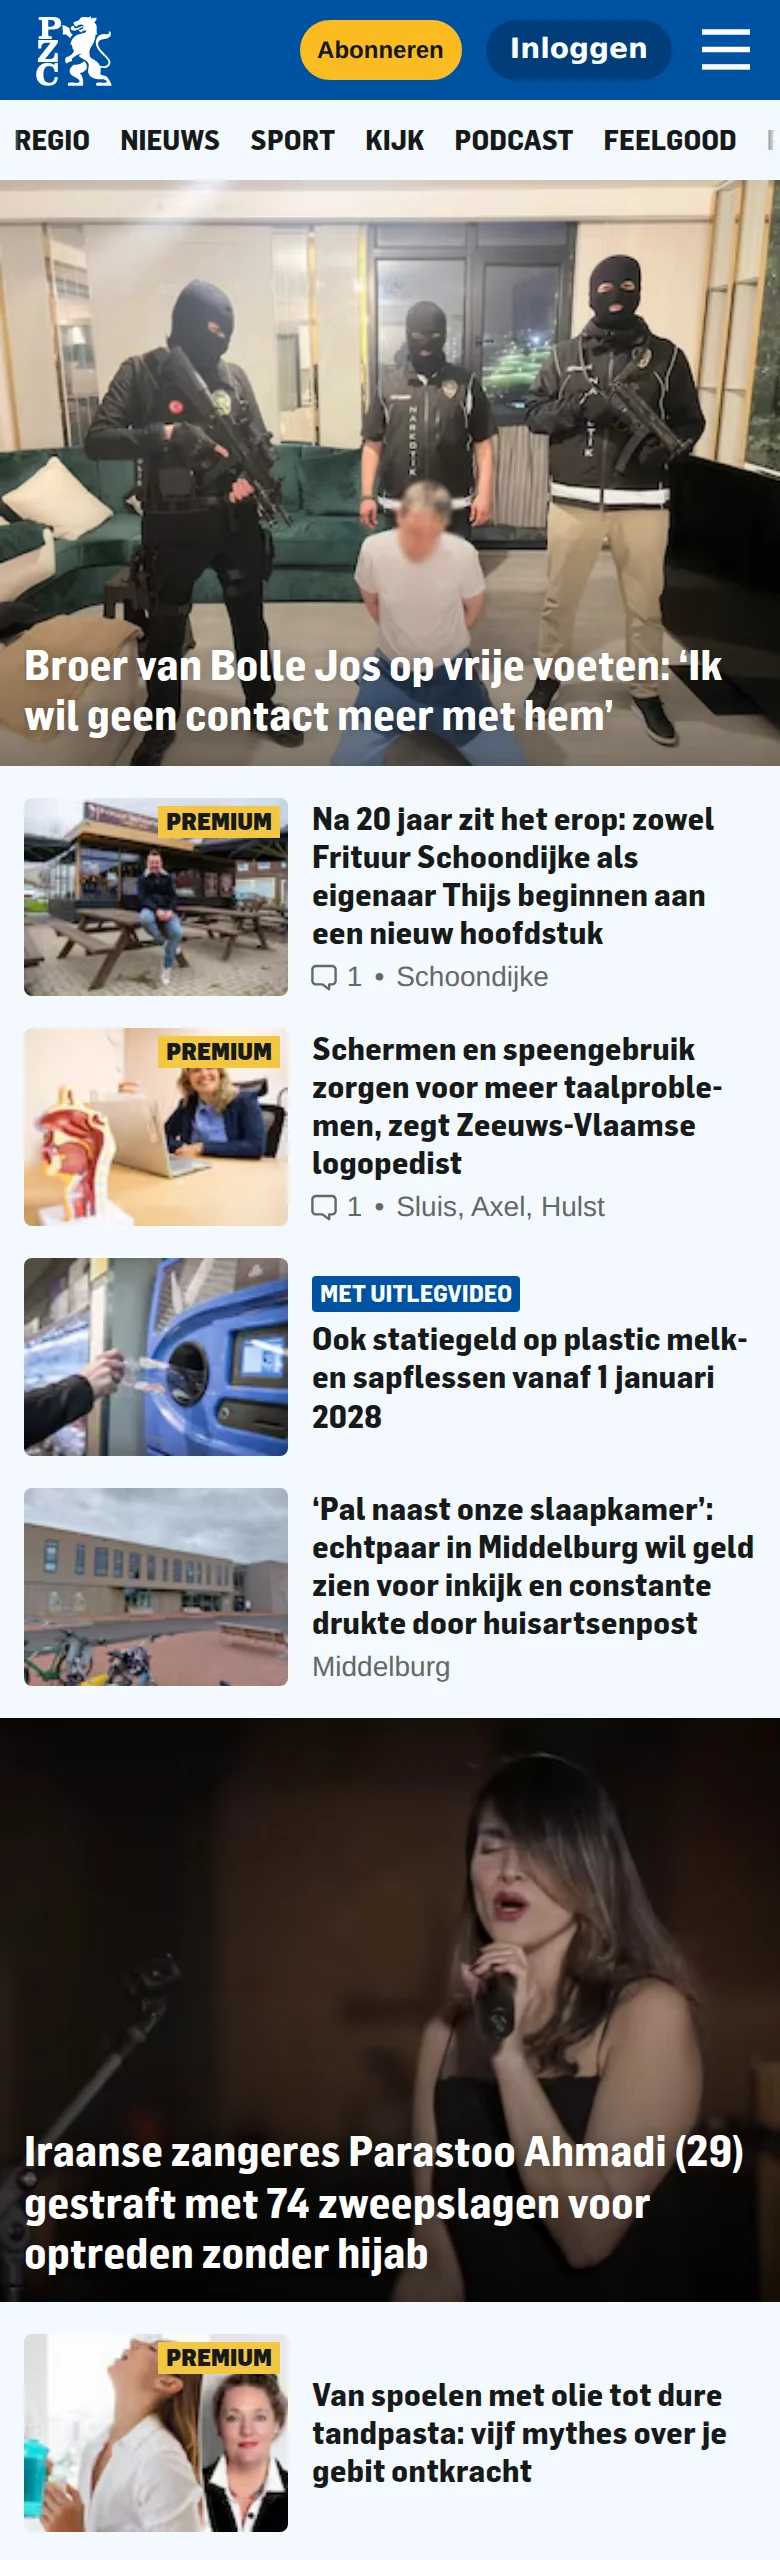 PZC
Abonneren
Inloggen
REGIO NIEUWS SPORT KIJK PODCAST FEELGOOD
NARKOTIK
Broer van Bolle Jos op vrije voeten: ‘Ik
wil geen contact meer met hem’
PREMIUM
Na 20 jaar zit het erop: zowel
Frituur Schoondijke als
eigenaar Thijs beginnen aan
een nieuw hoofdstuk
1 • Schoondijke
PREMIUM
Schermen en speengebruik
zorgen voor meer taalproble-
men, zegt Zeeuws-Vlaamse
logopedist
1 • Sluis, Axel, Hulst
MET UITLEGVIDEO
Ook statiegeld op plastic melk-
en sapflessen vanaf 1 januari
2028
‘Pal naast onze slaapkamer’:
echtpaar in Middelburg wil geld
zien voor inkijk en constante
drukte door huisartsenpost
Middelburg
Iraanse zangeres Parastoo Ahmadi (29)
gestraft met 74 zweepslagen voor
optreden zonder hijab
PREMIUM
Van spoelen met olie tot dure
tandpasta: vijf mythes over je
gebit ontkracht